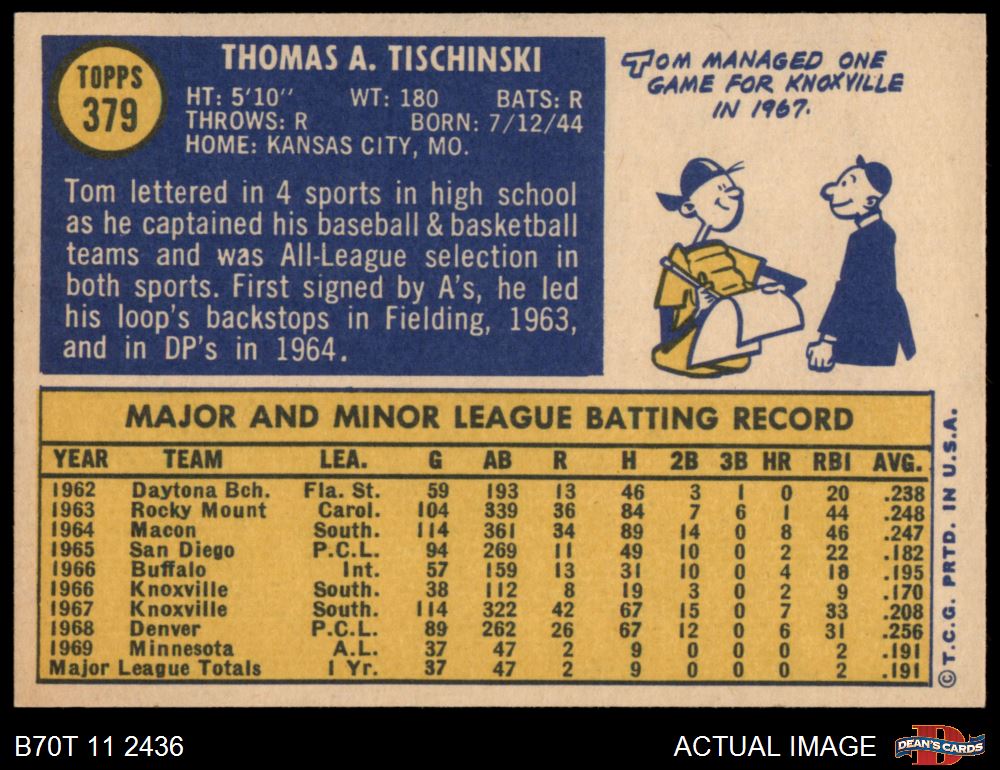 TOPPS
379
THOMAS A. TISCHINSKI
HT: 5'10" WT: 180 BATS: R
THROWS: R BORN: 7/12/44
HOME: KANSAS CITY, MO.
Tom lettered in 4 sports in high school
as he captained his baseball & basketball
teams and was All-League selection in
both sports. First signed by A's, he led
his loop's backstops in Fielding, 1963,
and in DP's in 1964.
TOM MANAGED ONE
GAME FOR KNOXVILLE
IN 1967.
MAJOR AND MINOR LEAGUE BATTING RECORD
YEAR TEAM LEA. G AB R H 2B 3B HR RBI AVG.
1962 Daytona Bch. Fla. St. 59 193 13 46 3 1 0 20 .238
1963 Rocky Mount Carol. 104 339 36 84 7 6 1 44 .248
1964 Macon South. 114 361 34 89 14 0 8 46 .247
1965 San Diego P.C.L. 94 269 11 49 10 0 2 22 .182
1966 Buffalo Int. 57 159 13 31 10 0 4 18 .195
1966 Knoxville South. 38 112 8 19 3 0 2 9 .170
1967 Knoxville South. 114 322 42 67 15 0 7 33 .208
1968 Denver P.C.L. 89 262 26 67 12 0 6 31 .256
1969 Minnesota A.L. 37 47 2 9 0 0 0 2 .191
Major League Totals 1 Yr. 37 47 2 9 0 0 0 2 .191
© T.C.G. PRTD. IN U.S.A.
B70T 11 2436
ACTUAL IMAGE
D
DEAN'S CARDS